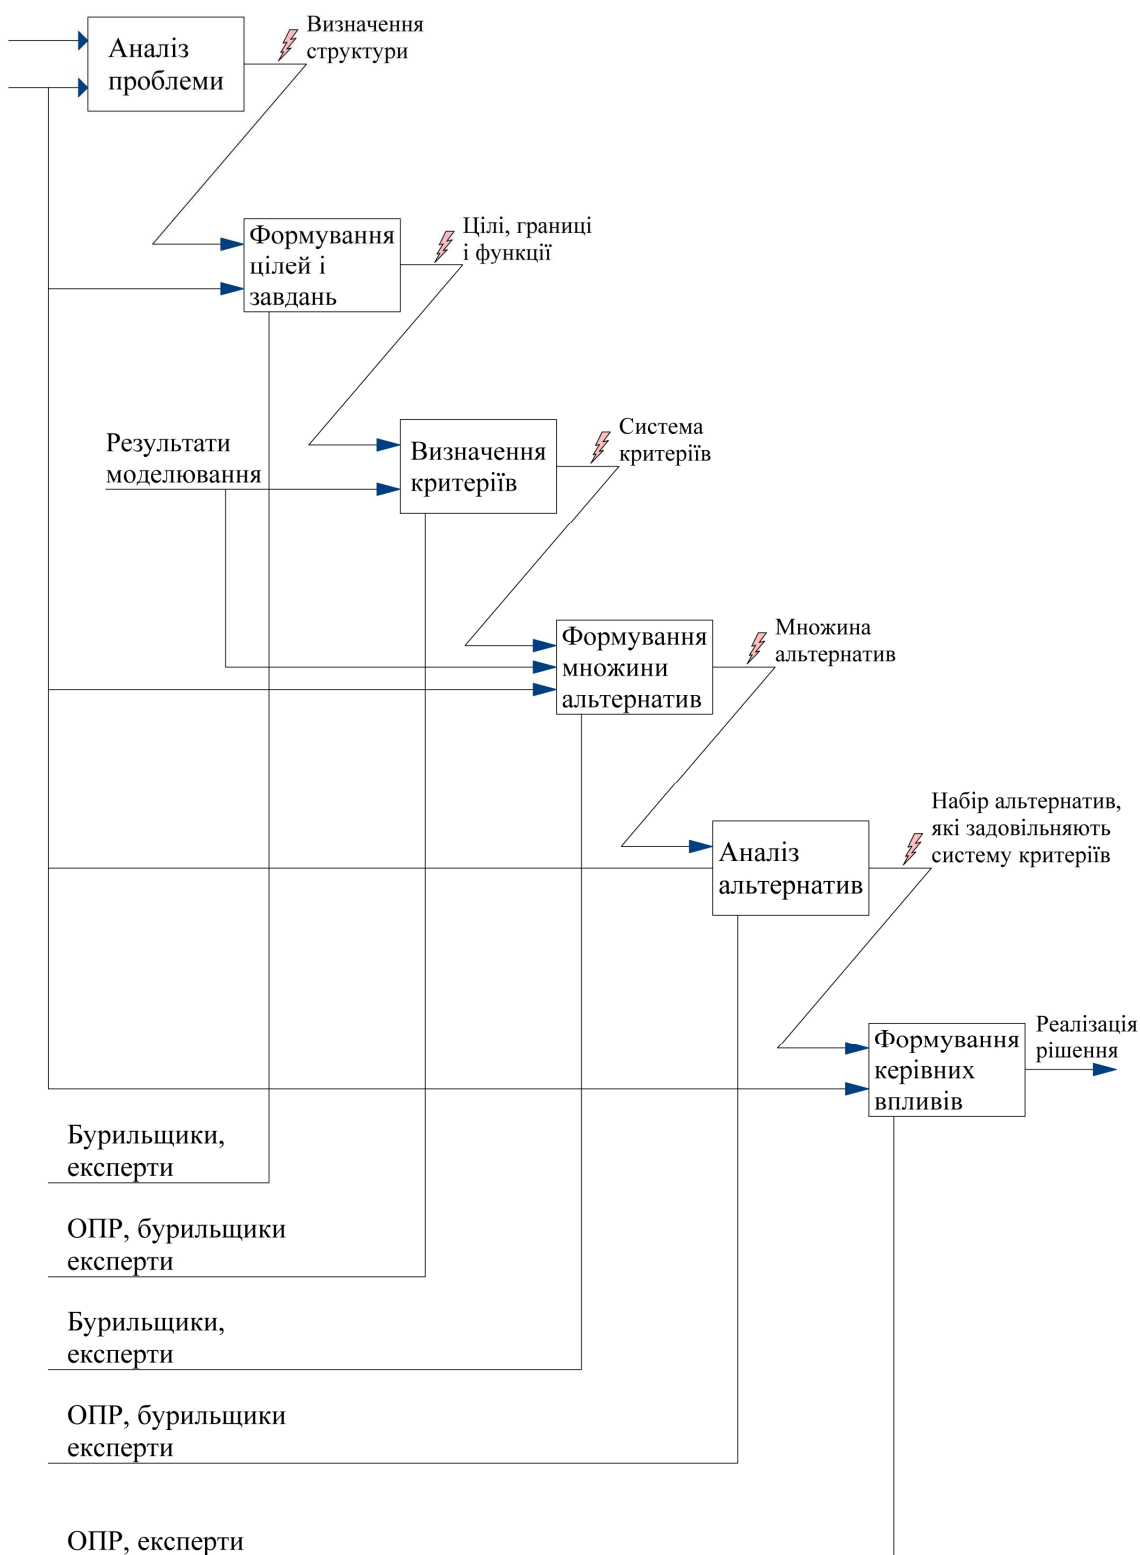 Аналіз
проблеми
Визначення
структури
Формування
цілей і
завдань
Цілі, границі
і функції
Результати
моделювання
Визначення
критеріїв
Система
критеріїв
Формування
множини
альтернатив
Множина
альтернатив
Аналіз
альтернатив
Набір альтернатив,
які задовільняють
систему критеріїв
Формування
керівних
впливів
Реалізація
рішення
Бурильщики,
експерти
ОПР, бурильщики
експерти
Бурильщики,
експерти
ОПР, бурильщики
експерти
ОПР, експерти